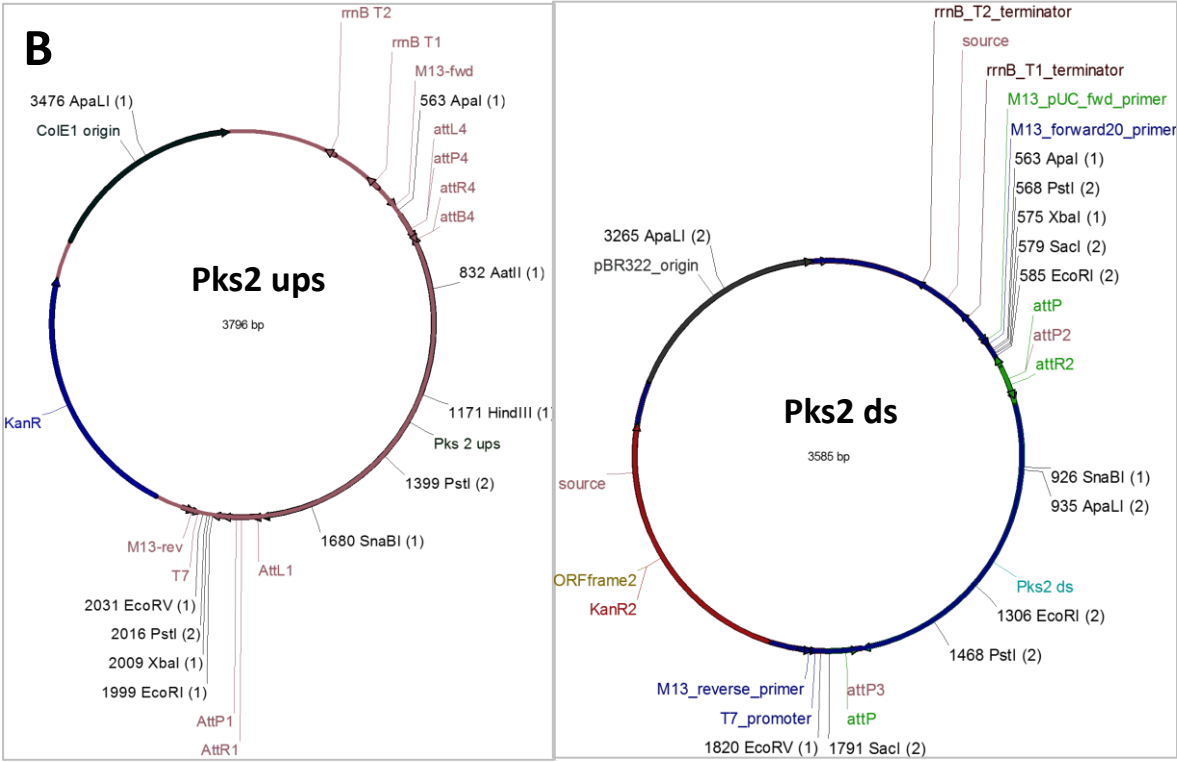 B
rrnB T2
rrnB T1
M13-fwd
563 ApaI (1)
attL4
attP4
attR4
attB4
832 AatII (1)
1171 HindIII (1)
Pks 2 ups
1399 PstI (2)
1680 SnaBI (1)
AttL1
AttR1
AttP1
1999 EcoRI (1)
2009 XbaI (1)
2016 PstI (2)
2031 EcoRV (1)
T7
M13-rev
KanR
ColE1 origin
3476 ApaLI (1)
Pks2 ups
3796 bp
rrnB_T2_terminator
source
rrnB_T1_terminator
M13_pUC_fwd_primer
M13_forward20_primer
563 ApaI (1)
568 PstI (2)
575 XbaI (1)
579 SacI (2)
585 EcoRI (2)
attP
attP2
attR2
926 SnaBI (1)
935 ApaLI (2)
Pks2 ds
1306 EcoRI (2)
1468 PstI (2)
attP3
attP
1791 SacI (2)
1820 EcoRV (1)
T7_promoter
M13_reverse_primer
KanR2
ORFframe2
source
pBR322_origin
3265 ApaLI (2)
Pks2 ds
3585 bp